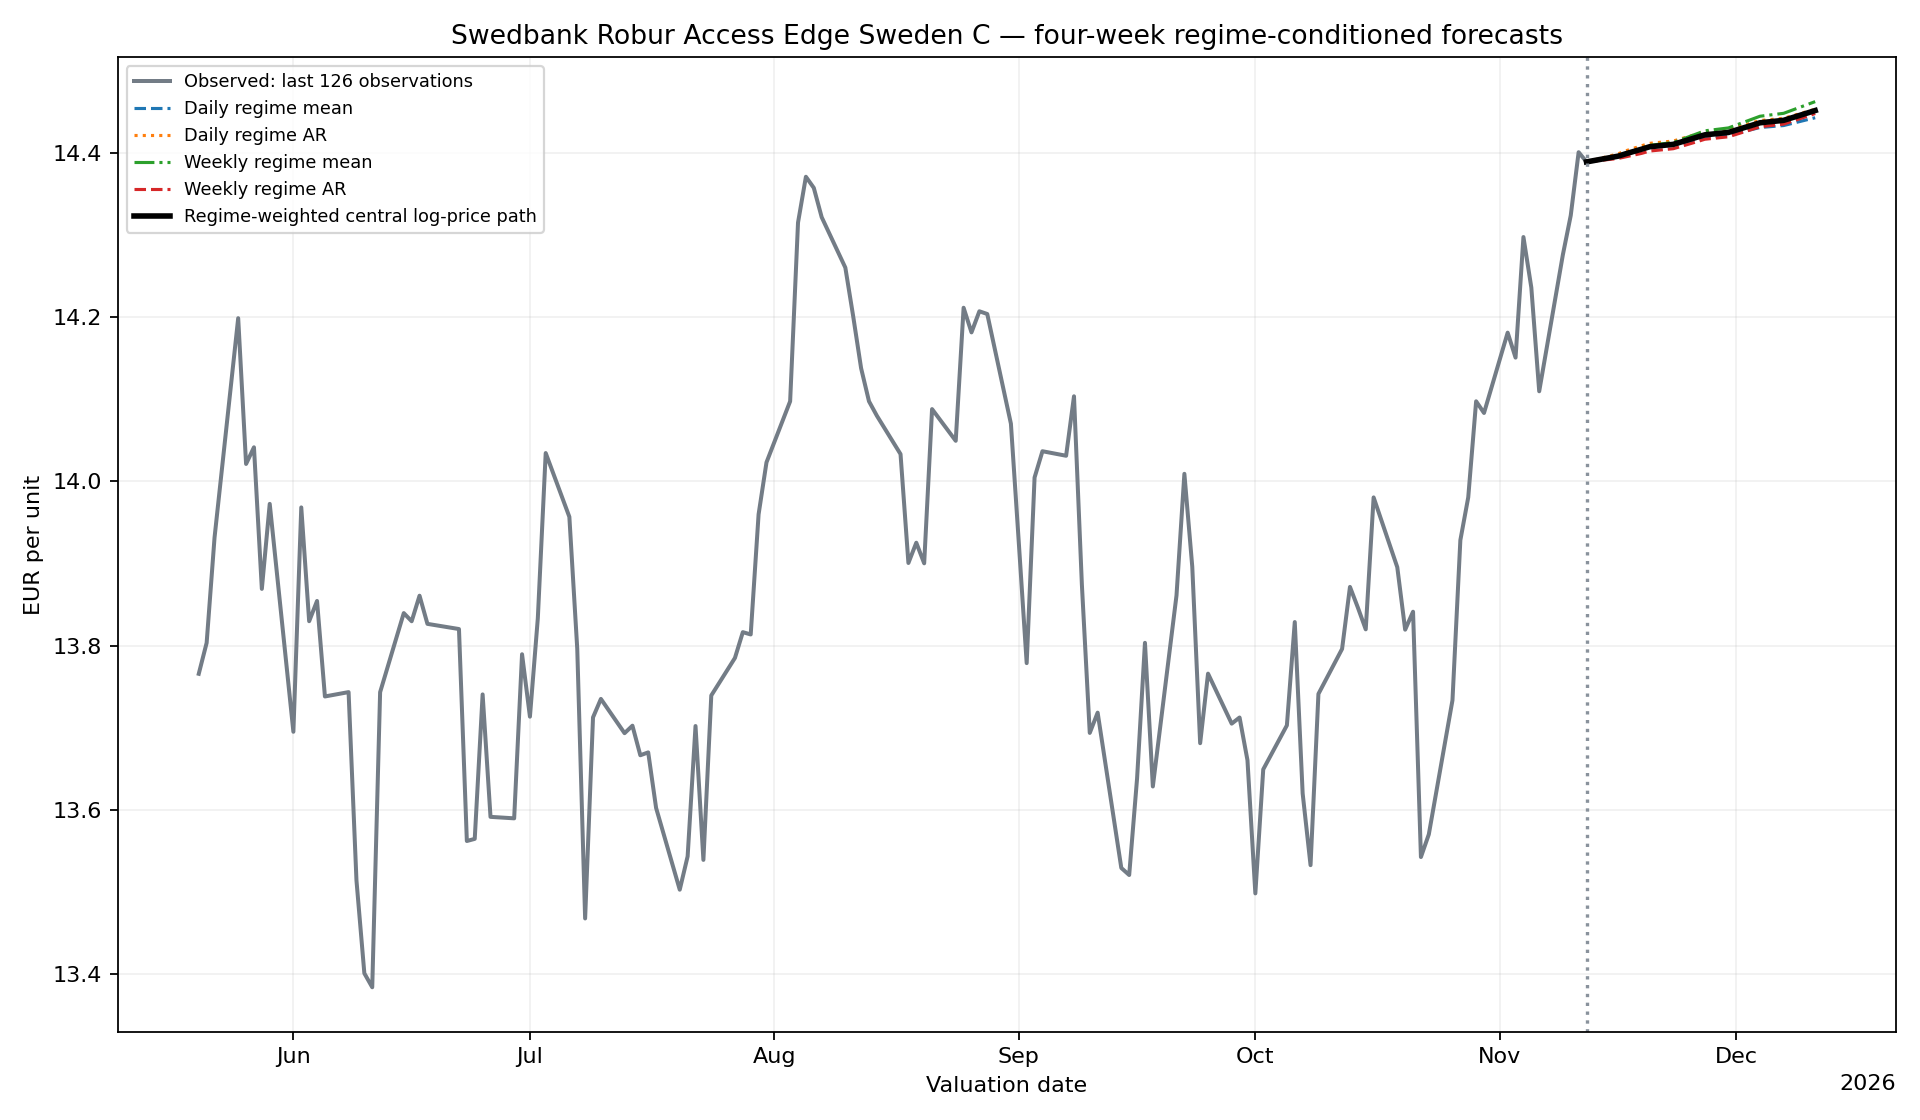 Swedbank Robur Access Edge Sweden C — four-week regime-conditioned forecasts
Observed: last 126 observations
Daily regime mean
Daily regime AR
Weekly regime mean
Weekly regime AR
Regime-weighted central log-price path
EUR per unit
14.4
14.2
14.0
13.8
13.6
13.4
Jun Jul Aug Sep Oct Nov Dec
Valuation date
2026